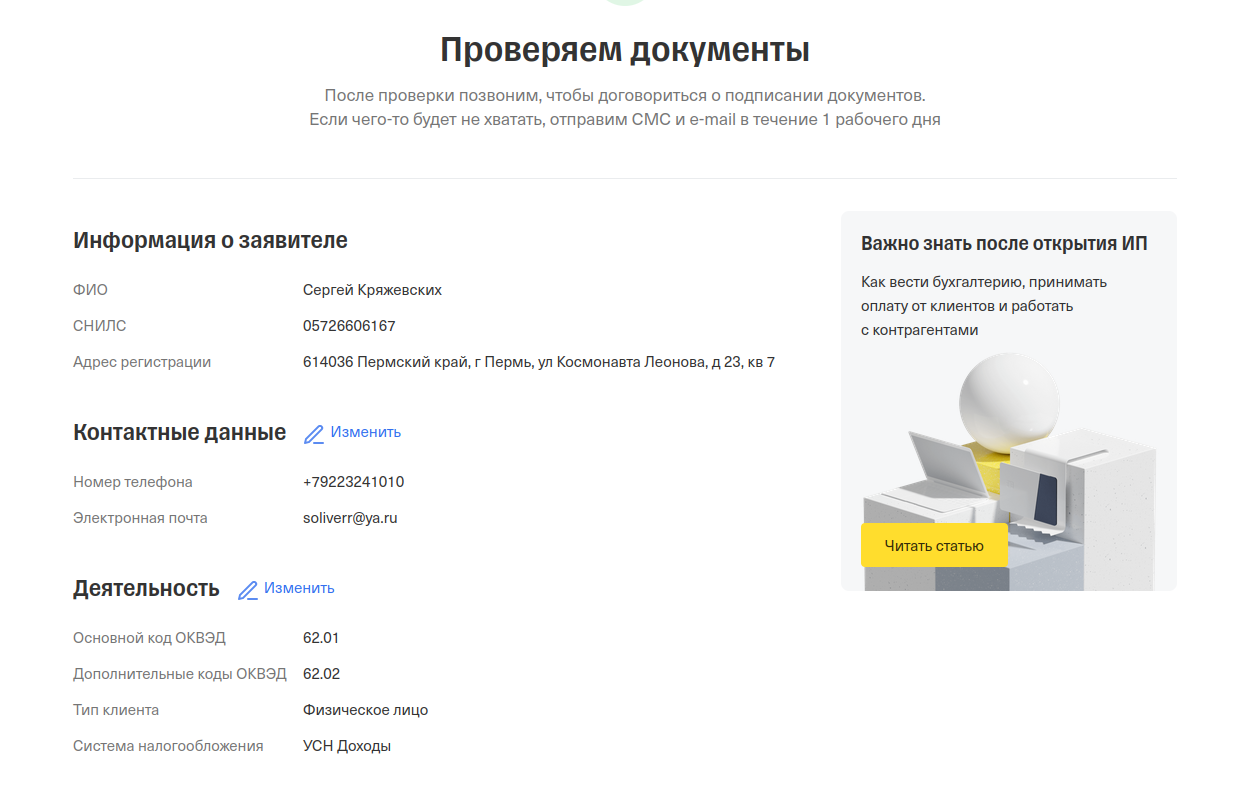 Проверяем документы
После проверки позвоним, чтобы договориться о подписании документов.
Если чего-то будет не хватать, отправим СМС и e-mail в течение 1 рабочего дня
Информация о заявителе
ФИО Сергей Кряжевских
СНИЛС 05726606167
Адрес регистрации 614036 Пермский край, г Пермь, ул Космонавта Леонова, д 23, кв 7
Контактные данные Изменить
Номер телефона +79223241010
Электронная почта soliverr@ya.ru
Деятельность Изменить
Основной код ОКВЭД 62.01
Дополнительные коды ОКВЭД 62.02
Тип клиента Физическое лицо
Система налогообложения УСН Доходы
Важно знать после открытия ИП
Как вести бухгалтерию, принимать
оплату от клиентов и работать
с контрагентами
Читать статью